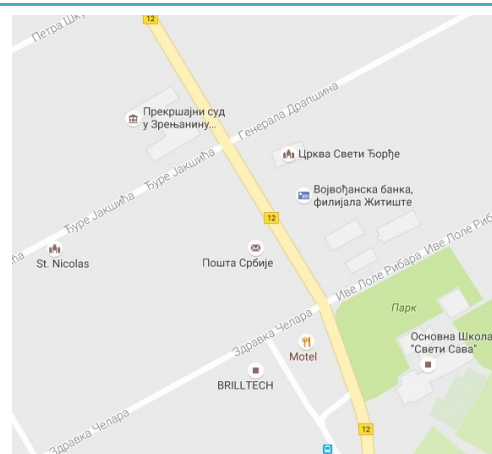 Петра Шк
12
Прекршајни суд
у Зрењанину...
Генерала Драпшина
Црква Свети Ђорђе
Ђуре Јакшића
Ђуре Јакшића
Војвођанска банка,
филијала Житиште
12
St. Nicolas
Пошта Србије
Иве Лоле Рибара
Иве Лоле Риб
Парк
Здравка Челара
Motel
Основна Школа
"Свети Сава"
BRILLTECH
12
Здравка Челара